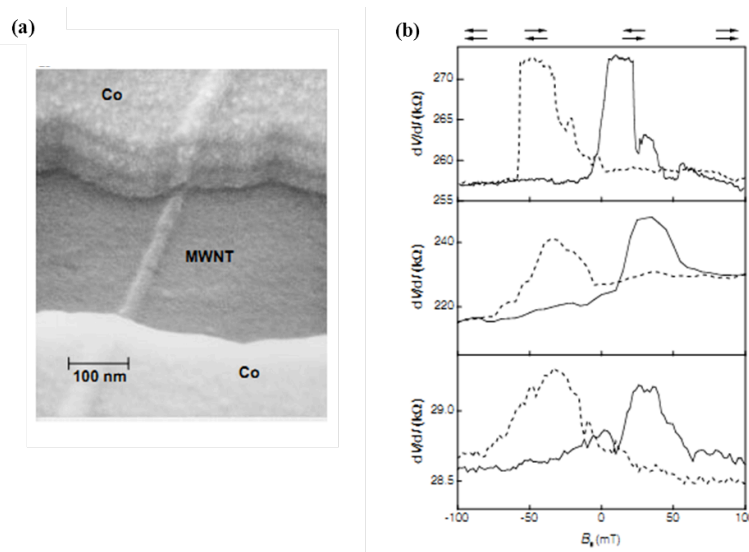 (a)
Co
MWNT
100 nm
Co
(b)
270
265
260
255
dV/dI (kΩ)
240
220
dV/dI (kΩ)
29.0
28.5
dV/dI (kΩ)
-100
-50
0
50
100
B∥ (mT)